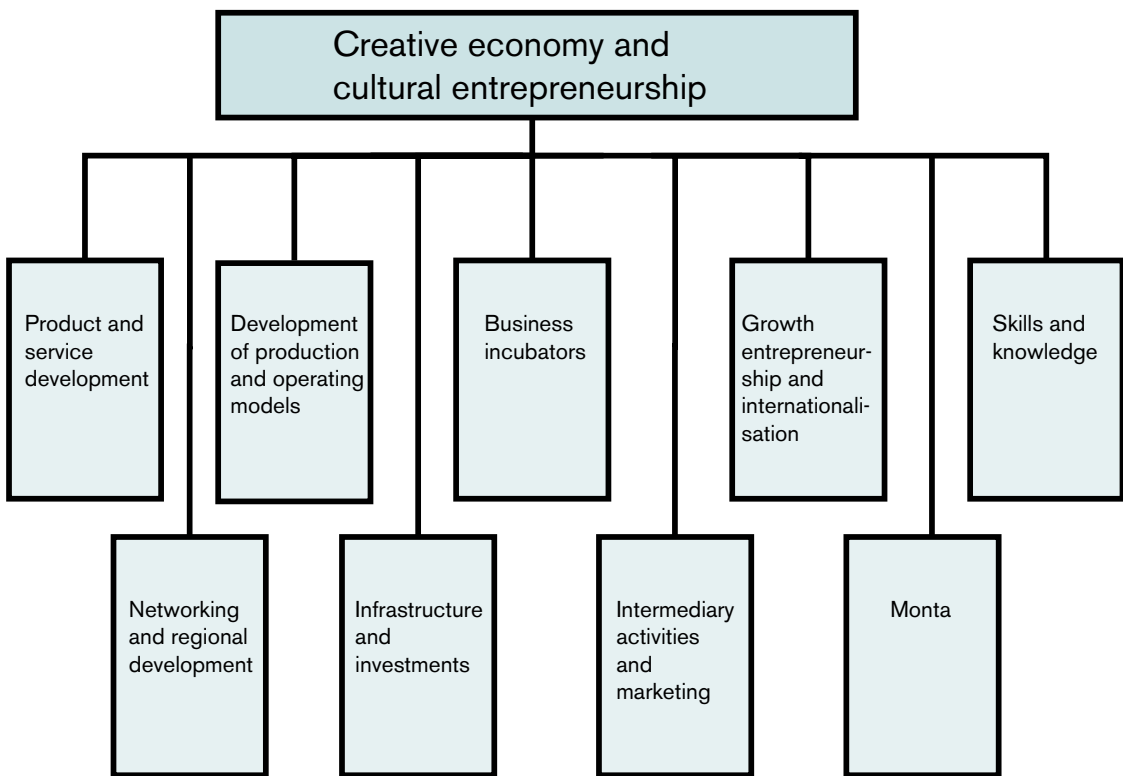 Creative economy and
cultural entrepreneurship
Product and
service
development
Development
of production
and operating
models
Business
incubators
Growth
entrepreneur-
ship and
internationali-
sation
Skills and
knowledge
Networking
and regional
development
Infrastructure
and
investments
Intermediary
activities
and
marketing
Monta